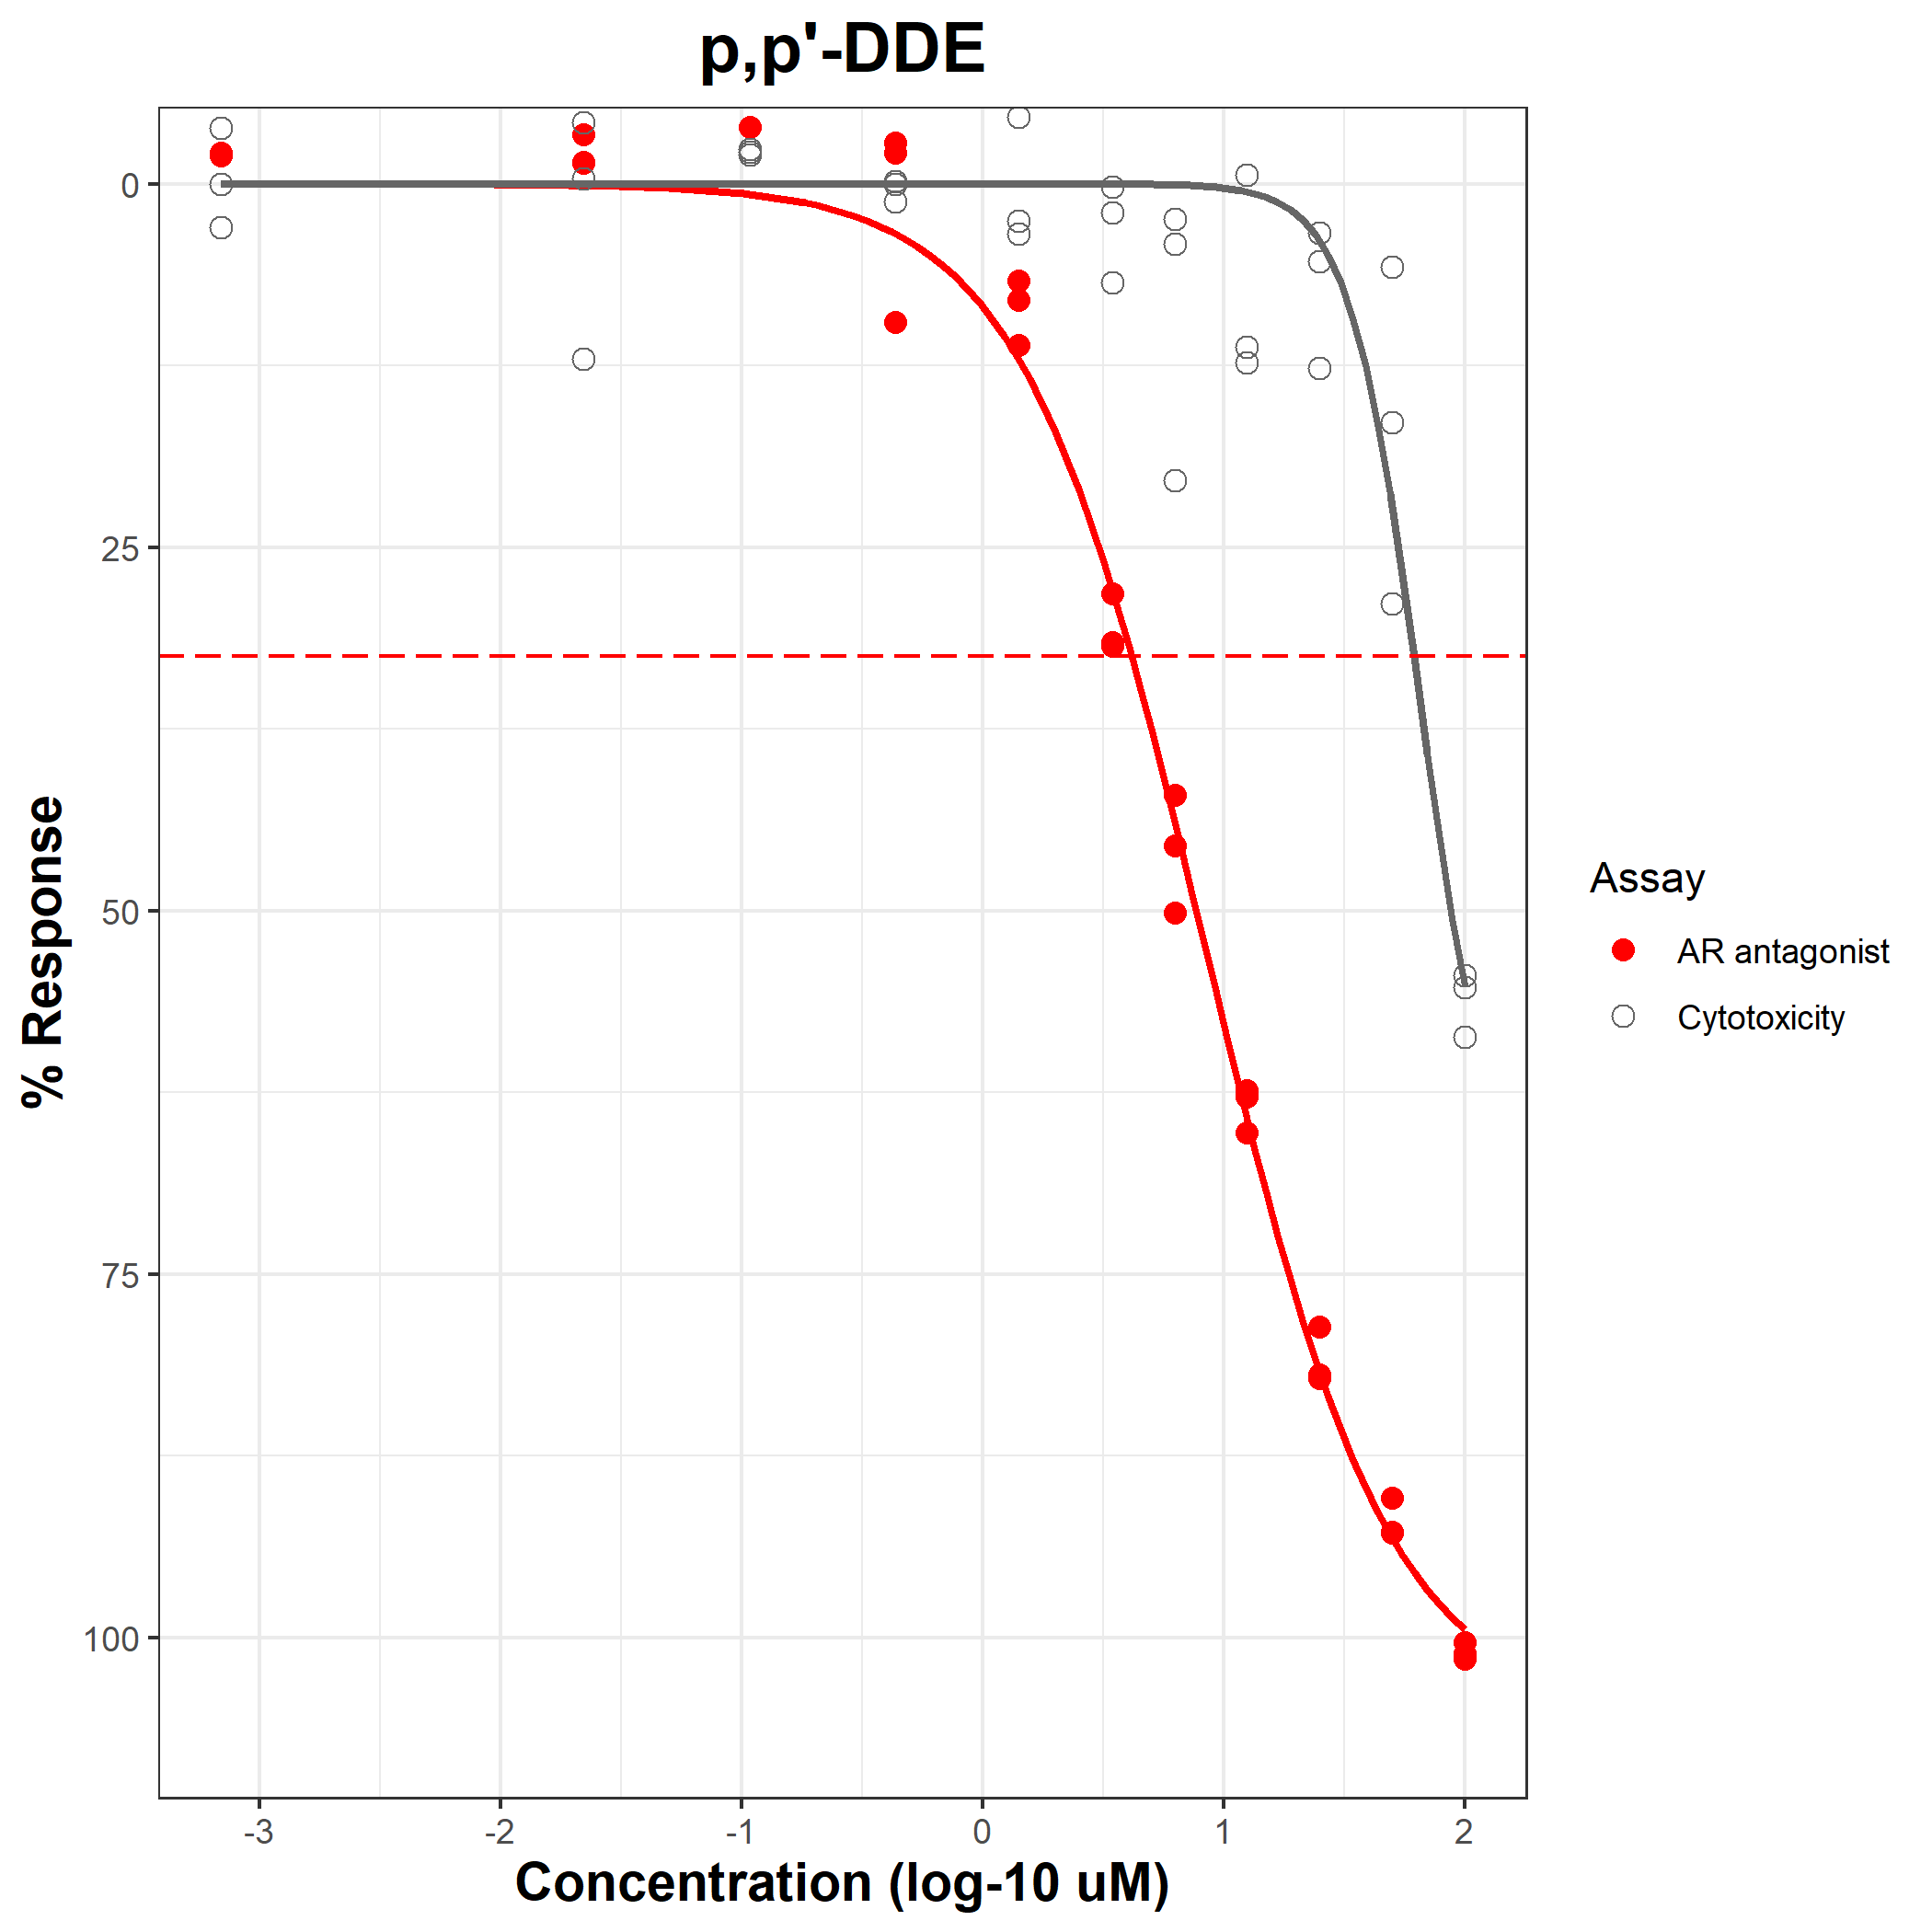 p,p'-DDE
% Response
0
25
50
75
100
-3
-2
-1
0
1
2
Concentration (log-10 uM)
Assay
AR antagonist
Cytotoxicity